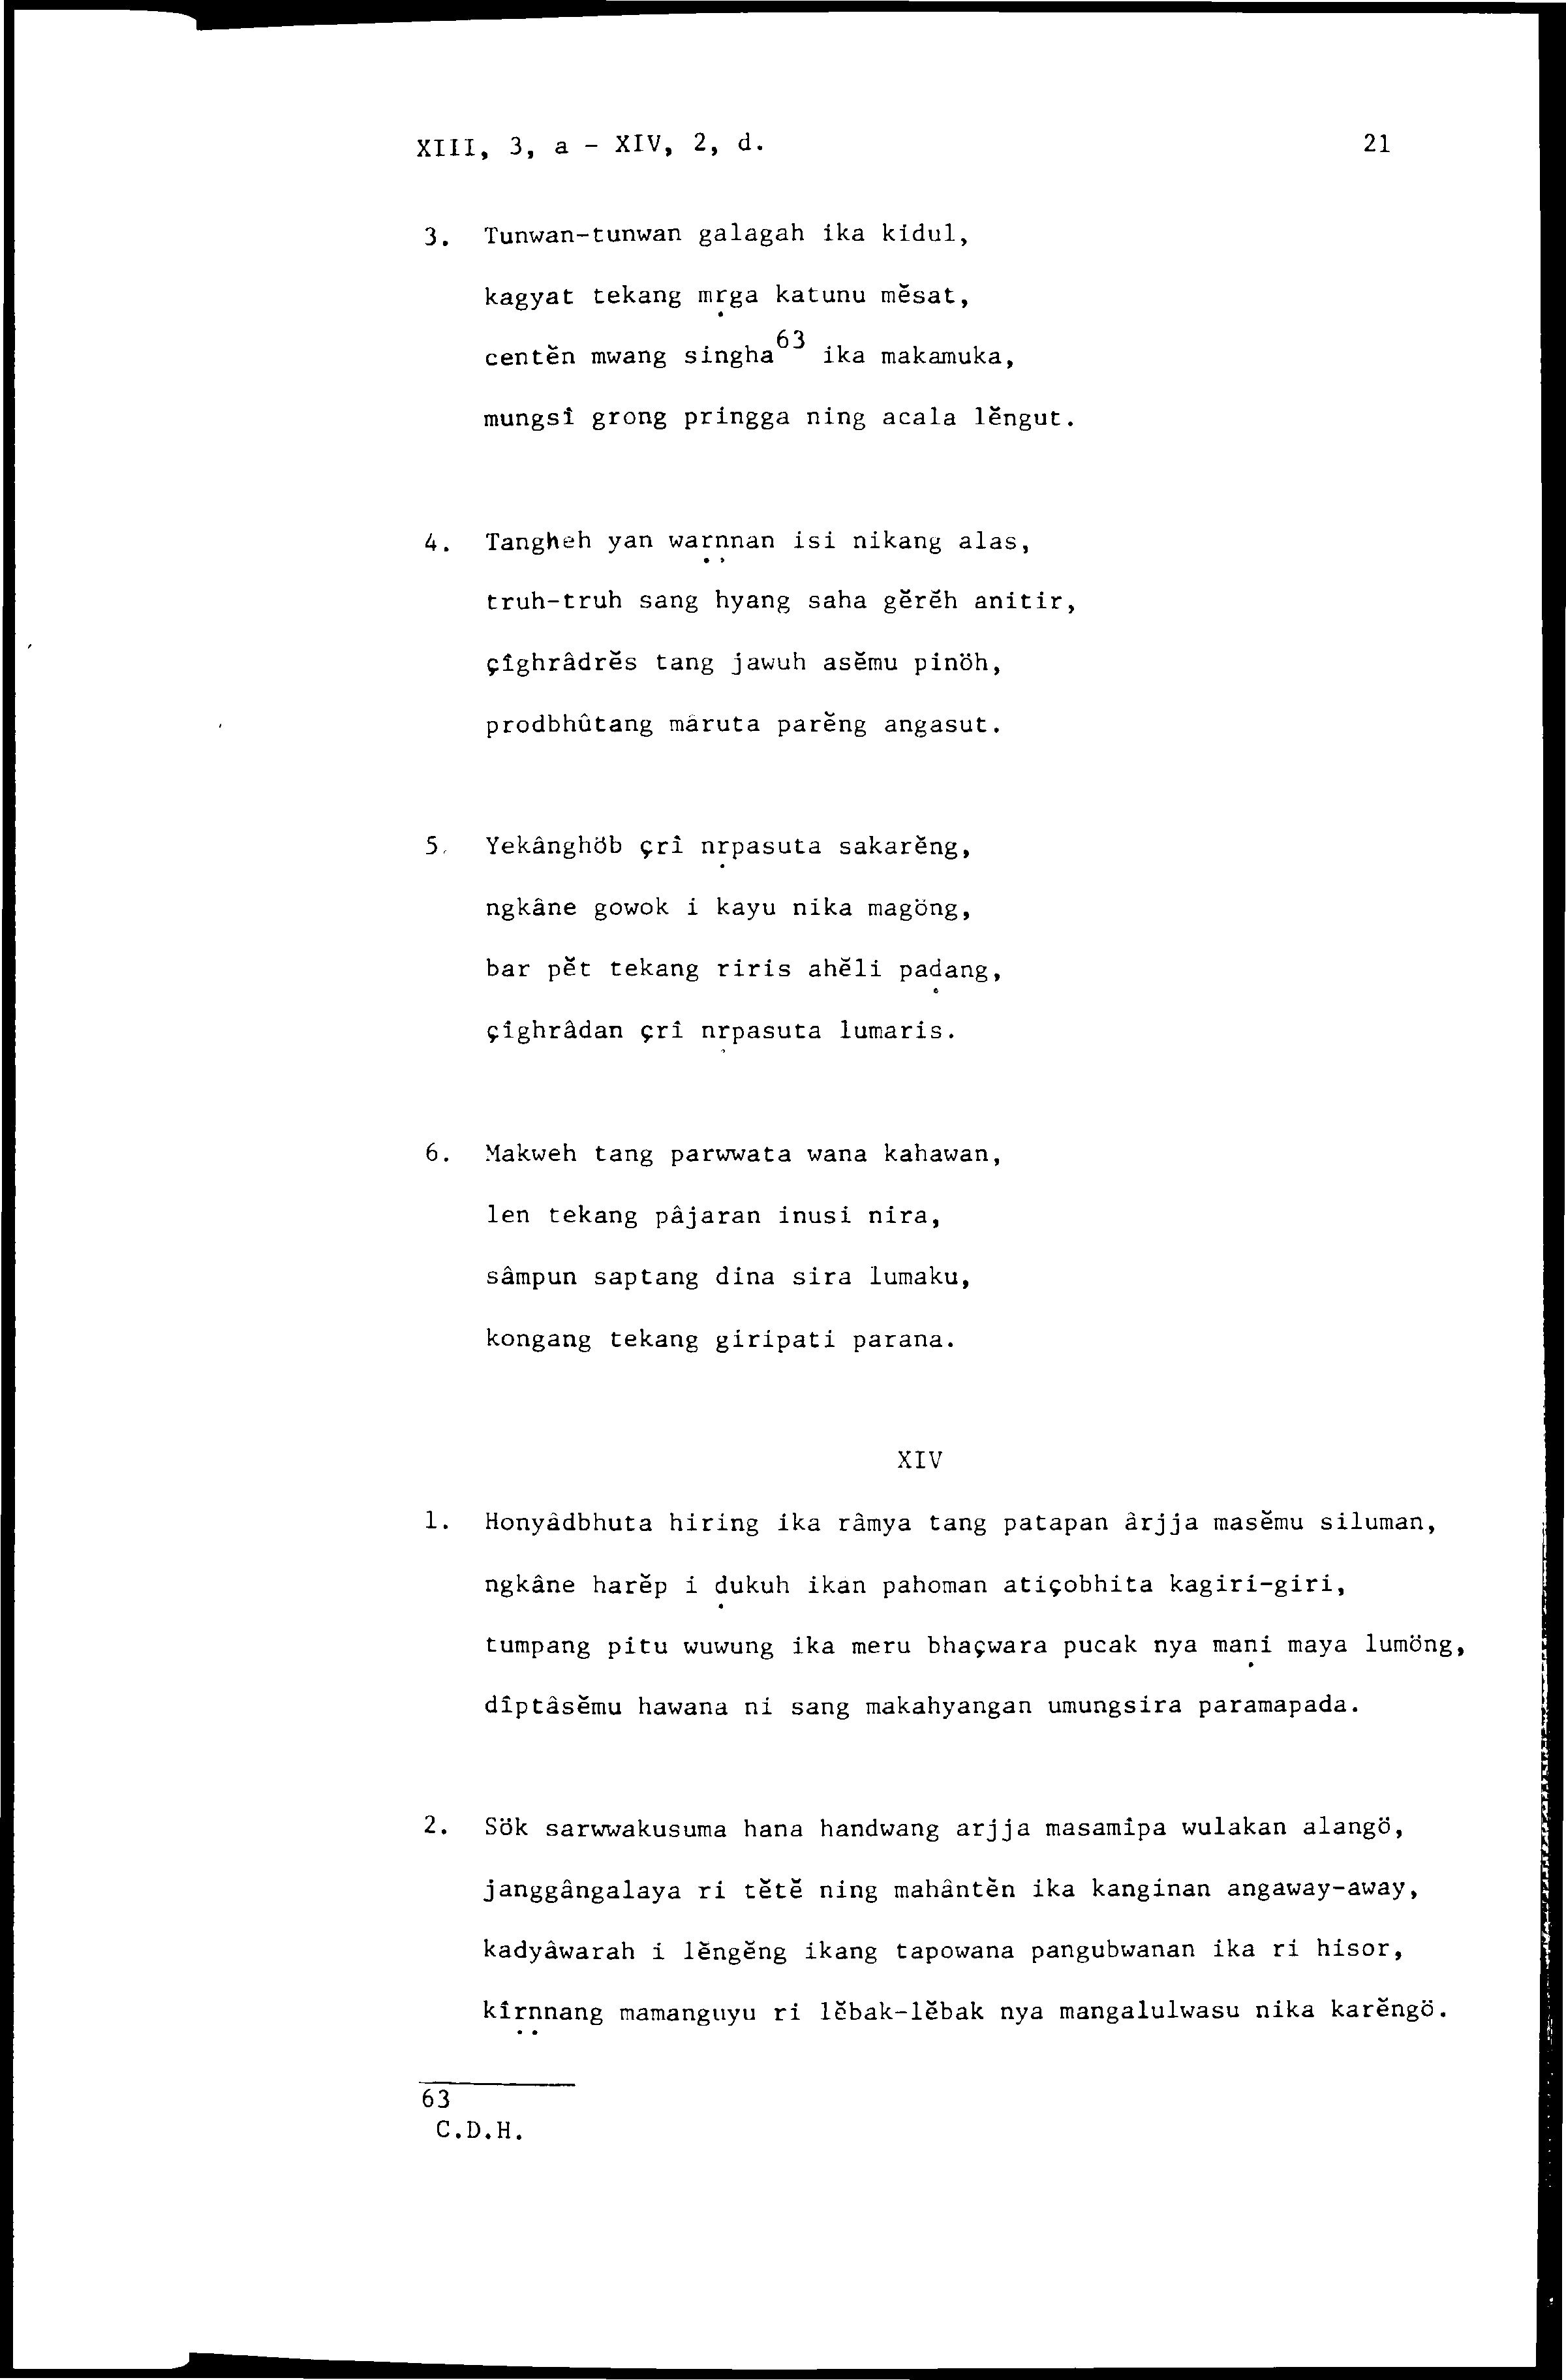 XIII, 3, a - XIV, 2, d.
21
3. Tunwan-tunwan galagah ika kidul,
kagyat tekang mṛga katunu mĕsat,
centĕn mwang singha63 ika makamuka,
mungsî grong pringga ning acala lĕngut.
4. Tangheh yan warṇṇan isi nikang alas,
truh-truh sang hyang saha gĕrĕh anitir,
çîghrâdrĕs tang jawuh asĕmu pinöh,
prodbhûtang mâruta parĕng angasut.
5. Yekânghöb çrî nṛpasuta sakarĕng,
ngkâne gowok i kayu nika magöng,
bar pĕt tekang riris ahĕli paḍang,
çîghrâdan çrî nṛpasuta lumaris.
6. Makweh tang parwwata wana kahawan,
len tekang pâjaran inusi nira,
sâmpun saptang dina sira lumaku,
kongang tekang giripati parana.
XIV
1. Honyâdbhuta hiring ika râmya tang patapan ârjja masĕmu siluman,
ngkâne harĕp i ḍukuh ikân pahoman atiçobhita kagiri-giri,
tumpang pitu wuwung ika meru bhaçwara pucak nya maṇi maya lumöng,
dîptâsĕmu hawana ni sang makahyangan umungsira paramapada.
2. Sök sarwwakusuma hana handwang arjja masamîpa wulakan alangö,
janggângalaya ri tĕtĕ ning mahântĕn ika kanginan angaway-away,
kadyâwarah i lĕngĕng ikang tapowana pangubwanan ika ri hisor,
kîrṇṇang mamanguyu ri lĕbak-lĕbak nya mangalulwasu nika karĕngö.
63
C.D.H.